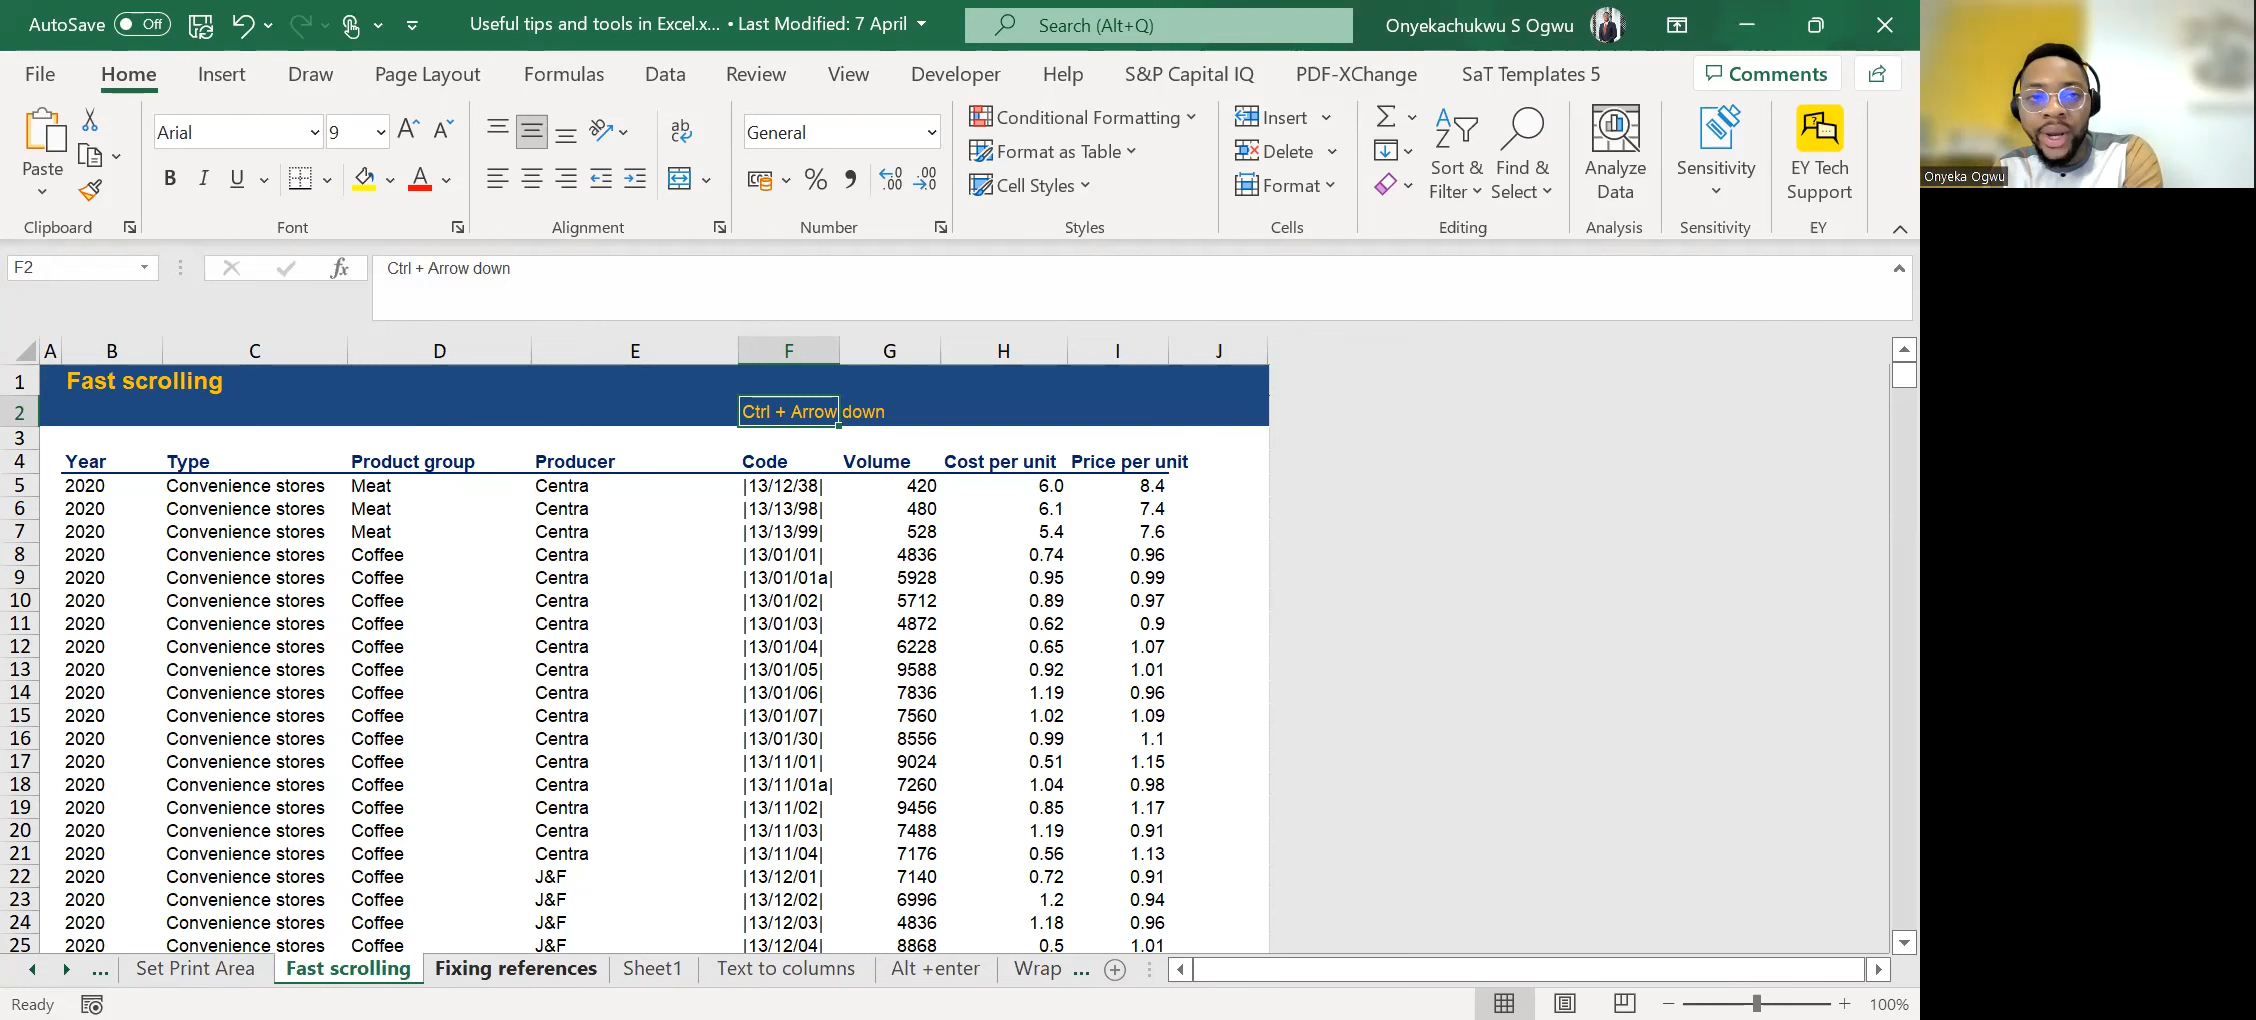 AutoSave Off Useful tips and tools in Excel.x... • Last Modified: 7 April Search (Alt+Q) Onyekachukwu S Ogwu
File Home Insert Draw Page Layout Formulas Data Review View Developer Help S&P Capital IQ PDF-XChange SaT Templates 5 Comments
Arial 9 General Conditional Formatting Insert
Format as Table Delete
Paste Sort & Filter Find & Select Analyze Data Sensitivity EY Tech Support
B I U Cell Styles Format
Clipboard Font Alignment Number Styles Cells Editing Analysis Sensitivity EY
Onyeka Ogwu
F2 fx Ctrl + Arrow down
A B C D E F G H I J
1 Fast scrolling
2 Ctrl + Arrow down
3
4 Year Type Product group Producer Code Volume Cost per unit Price per unit
5 2020 Convenience stores Meat Centra |13/12/38| 420 6.0 8.4
6 2020 Convenience stores Meat Centra |13/13/98| 480 6.1 7.4
7 2020 Convenience stores Meat Centra |13/13/99| 528 5.4 7.6
8 2020 Convenience stores Coffee Centra |13/01/01| 4836 0.74 0.96
9 2020 Convenience stores Coffee Centra |13/01/01a| 5928 0.95 0.99
10 2020 Convenience stores Coffee Centra |13/01/02| 5712 0.89 0.97
11 2020 Convenience stores Coffee Centra |13/01/03| 4872 0.62 0.9
12 2020 Convenience stores Coffee Centra |13/01/04| 6228 0.65 1.07
13 2020 Convenience stores Coffee Centra |13/01/05| 9588 0.92 1.01
14 2020 Convenience stores Coffee Centra |13/01/06| 7836 1.19 0.96
15 2020 Convenience stores Coffee Centra |13/01/07| 7560 1.02 1.09
16 2020 Convenience stores Coffee Centra |13/01/30| 8556 0.99 1.1
17 2020 Convenience stores Coffee Centra |13/11/01| 9024 0.51 1.15
18 2020 Convenience stores Coffee Centra |13/11/01a| 7260 1.04 0.98
19 2020 Convenience stores Coffee Centra |13/11/02| 9456 0.85 1.17
20 2020 Convenience stores Coffee Centra |13/11/03| 7488 1.19 0.91
21 2020 Convenience stores Coffee Centra |13/11/04| 7176 0.56 1.13
22 2020 Convenience stores Coffee J&F |13/12/01| 7140 0.72 0.91
23 2020 Convenience stores Coffee J&F |13/12/02| 6996 1.2 0.94
24 2020 Convenience stores Coffee J&F |13/12/03| 4836 1.18 0.96
25 2020 Convenience stores Coffee J&F |13/12/04| 8868 0.5 1.01
... Set Print Area Fast scrolling Fixing references Sheet1 Text to columns Alt +enter Wrap ...
Ready 100%